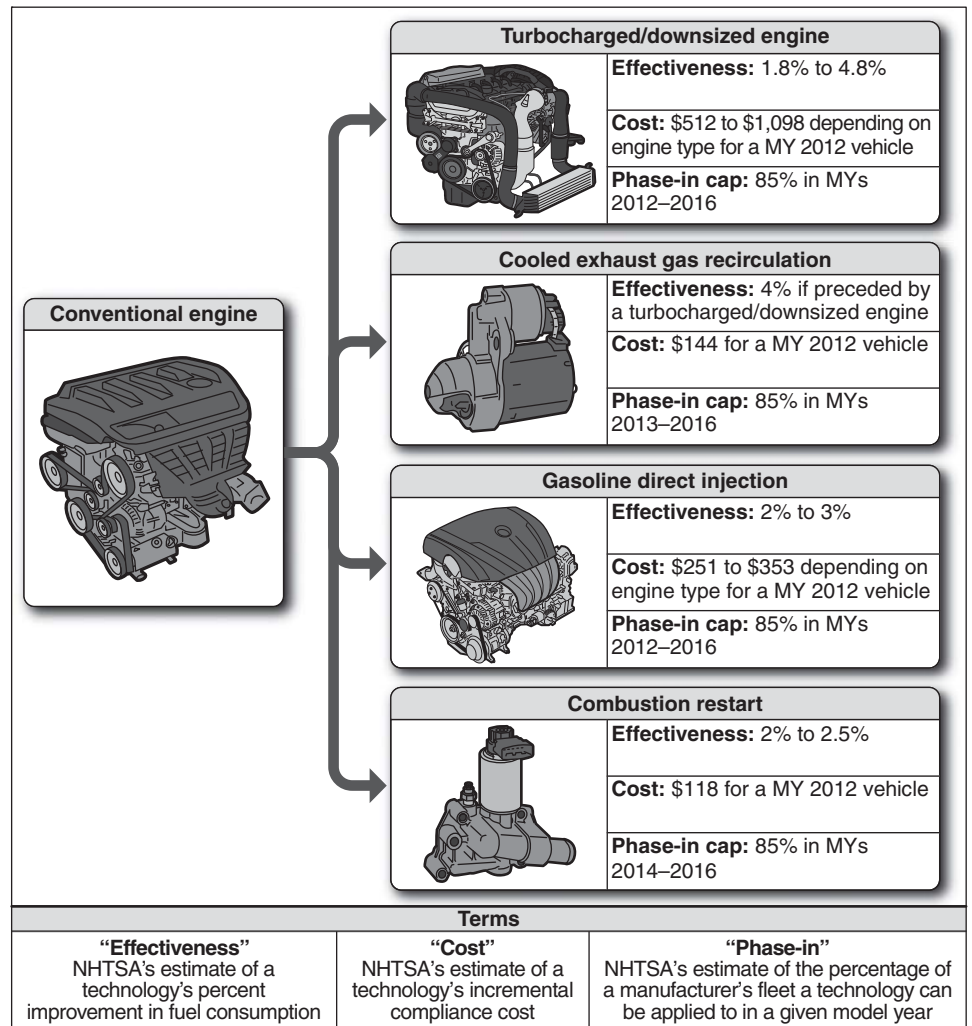 Turbocharged/downsized engine
Effectiveness: 1.8% to 4.8%
Cost: $512 to $1,098 depending on
engine type for a MY 2012 vehicle
Phase-in cap: 85% in MYs
2012–2016
Cooled exhaust gas recirculation
Effectiveness: 4% if preceded by
a turbocharged/downsized engine
Cost: $144 for a MY 2012 vehicle
Phase-in cap: 85% in MYs
2013–2016
Conventional engine
Gasoline direct injection
Effectiveness: 2% to 3%
Cost: $251 to $353 depending on
engine type for a MY 2012 vehicle
Phase-in cap: 85% in MYs
2012–2016
Combustion restart
Effectiveness: 2% to 2.5%
Cost: $118 for a MY 2012 vehicle
Phase-in cap: 85% in MYs
2014–2016
Terms
“Effectiveness”
NHTSA’s estimate of a
technology’s percent
improvement in fuel consumption
“Cost”
NHTSA’s estimate of a
technology’s incremental
compliance cost
“Phase-in”
NHTSA’s estimate of the percentage of
a manufacturer’s fleet a technology can
be applied to in a given model year